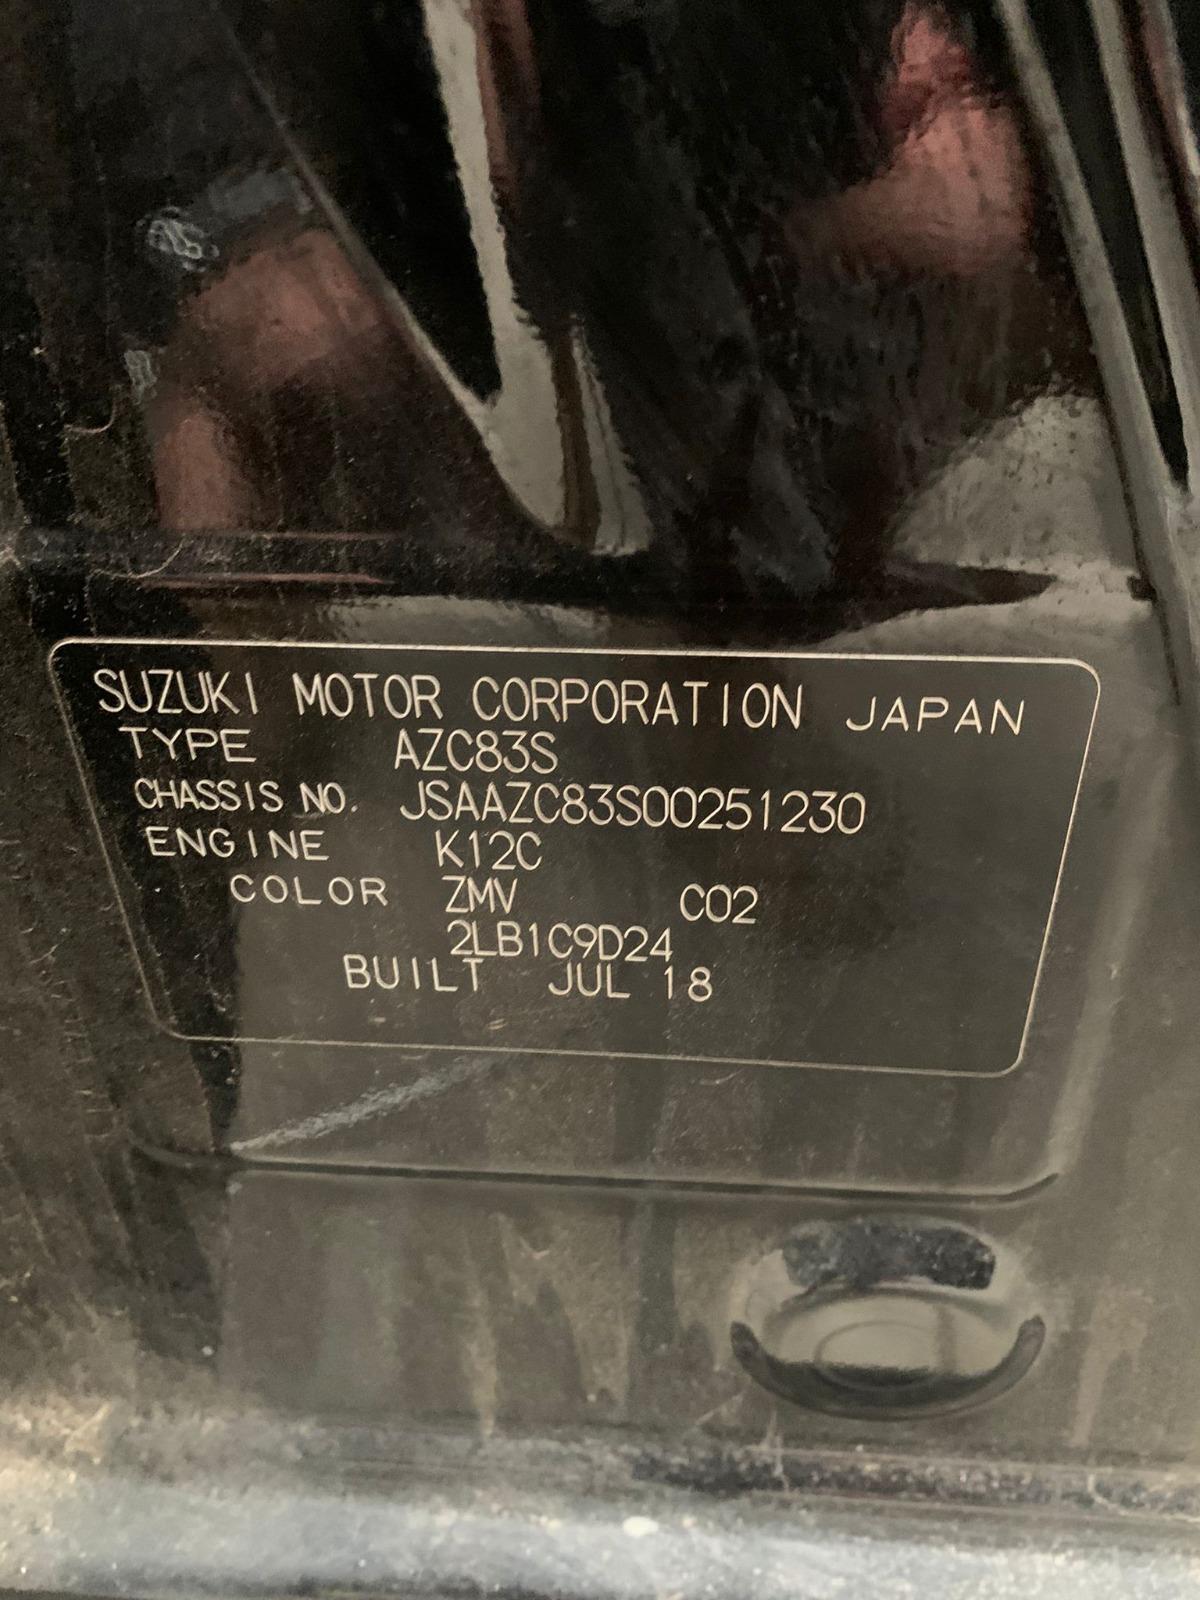 SUZUKI MOTOR CORPORATION JAPAN
TYPE AZC83S
CHASSIS NO. JSAAZC83S00251230
ENGINE K12C
COLOR ZMV C02
2LB1C9D24
BUILT JUL 18